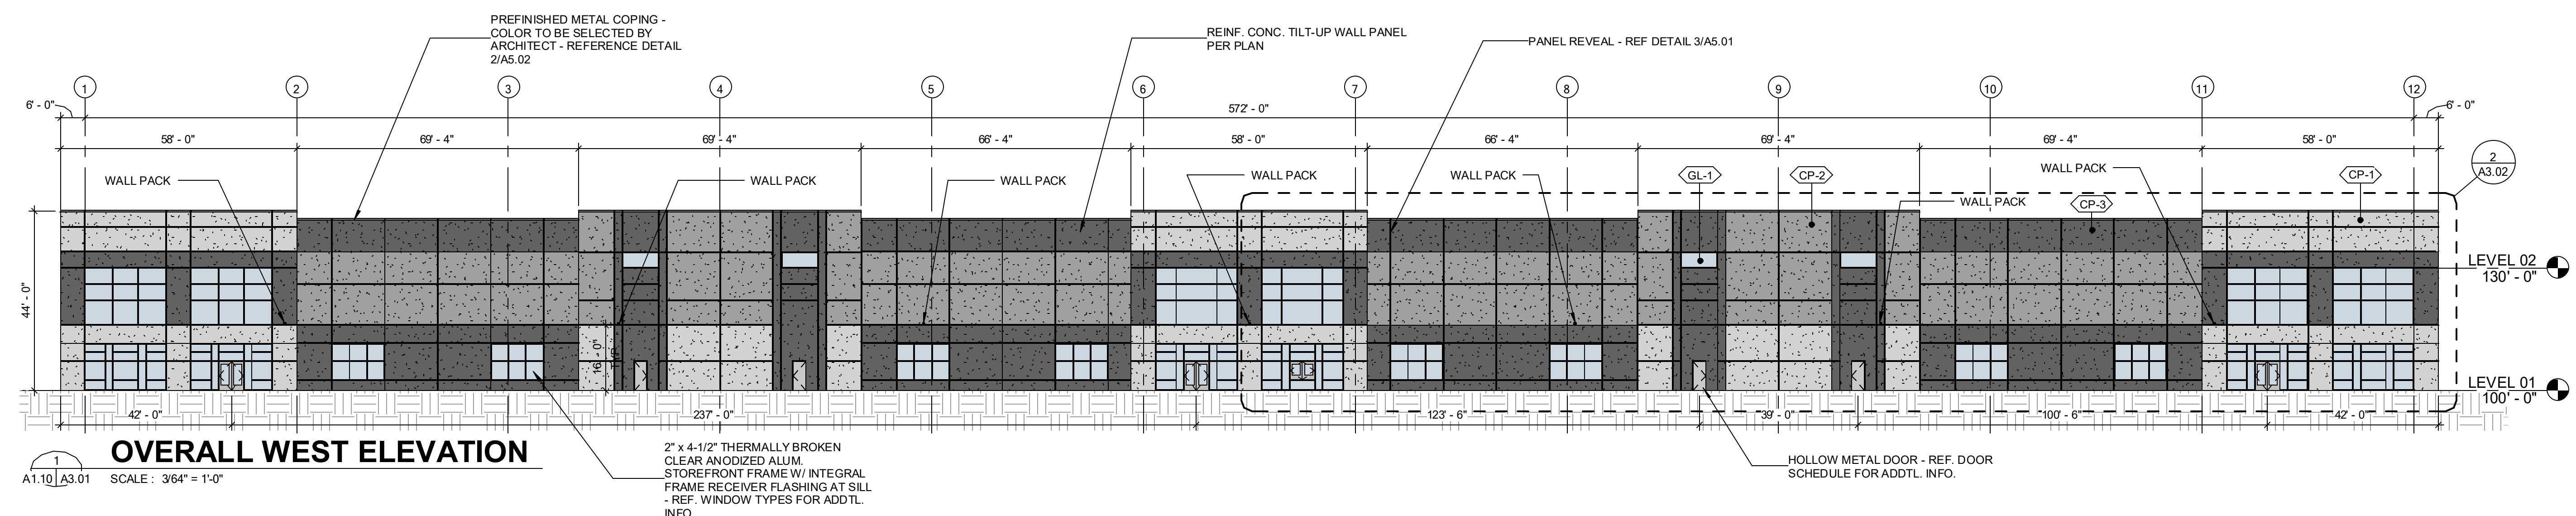 PREFINISHED METAL COPING -
COLOR TO BE SELECTED BY
ARCHITECT - REFERENCE DETAIL
2/A5.02
REINF. CONC. TILT-UP WALL PANEL
PER PLAN
PANEL REVEAL - REF DETAIL 3/A5.01
1 2 3 4 5 6 7 8 9 10 11 12
6' - 0" 572' - 0" 6' - 0"
58' - 0" 69' - 4" 69' - 4" 66' - 4" 58' - 0" 66' - 4" 69' - 4" 69' - 4" 58' - 0"
2
A3.02
WALL PACK WALL PACK WALL PACK WALL PACK WALL PACK GL-1 CP-2 WALL PACK CP-1
WALL PACK CP-3
44' - 0"
LEVEL 02
130' - 0"
16' - 0"
TYP.
LEVEL 01
100' - 0"
42' - 0" 237' - 0" 123' - 6" 39' - 0" 100' - 6" 42' - 0"
OVERALL WEST ELEVATION
1
A1.10 A3.01 SCALE : 3/64" = 1'-0"
2" x 4-1/2" THERMALLY BROKEN
CLEAR ANODIZED ALUM.
STOREFRONT FRAME W/ INTEGRAL
FRAME RECEIVER FLASHING AT SILL
- REF. WINDOW TYPES FOR ADDTL.
INFO
HOLLOW METAL DOOR - REF. DOOR
SCHEDULE FOR ADDTL. INFO.